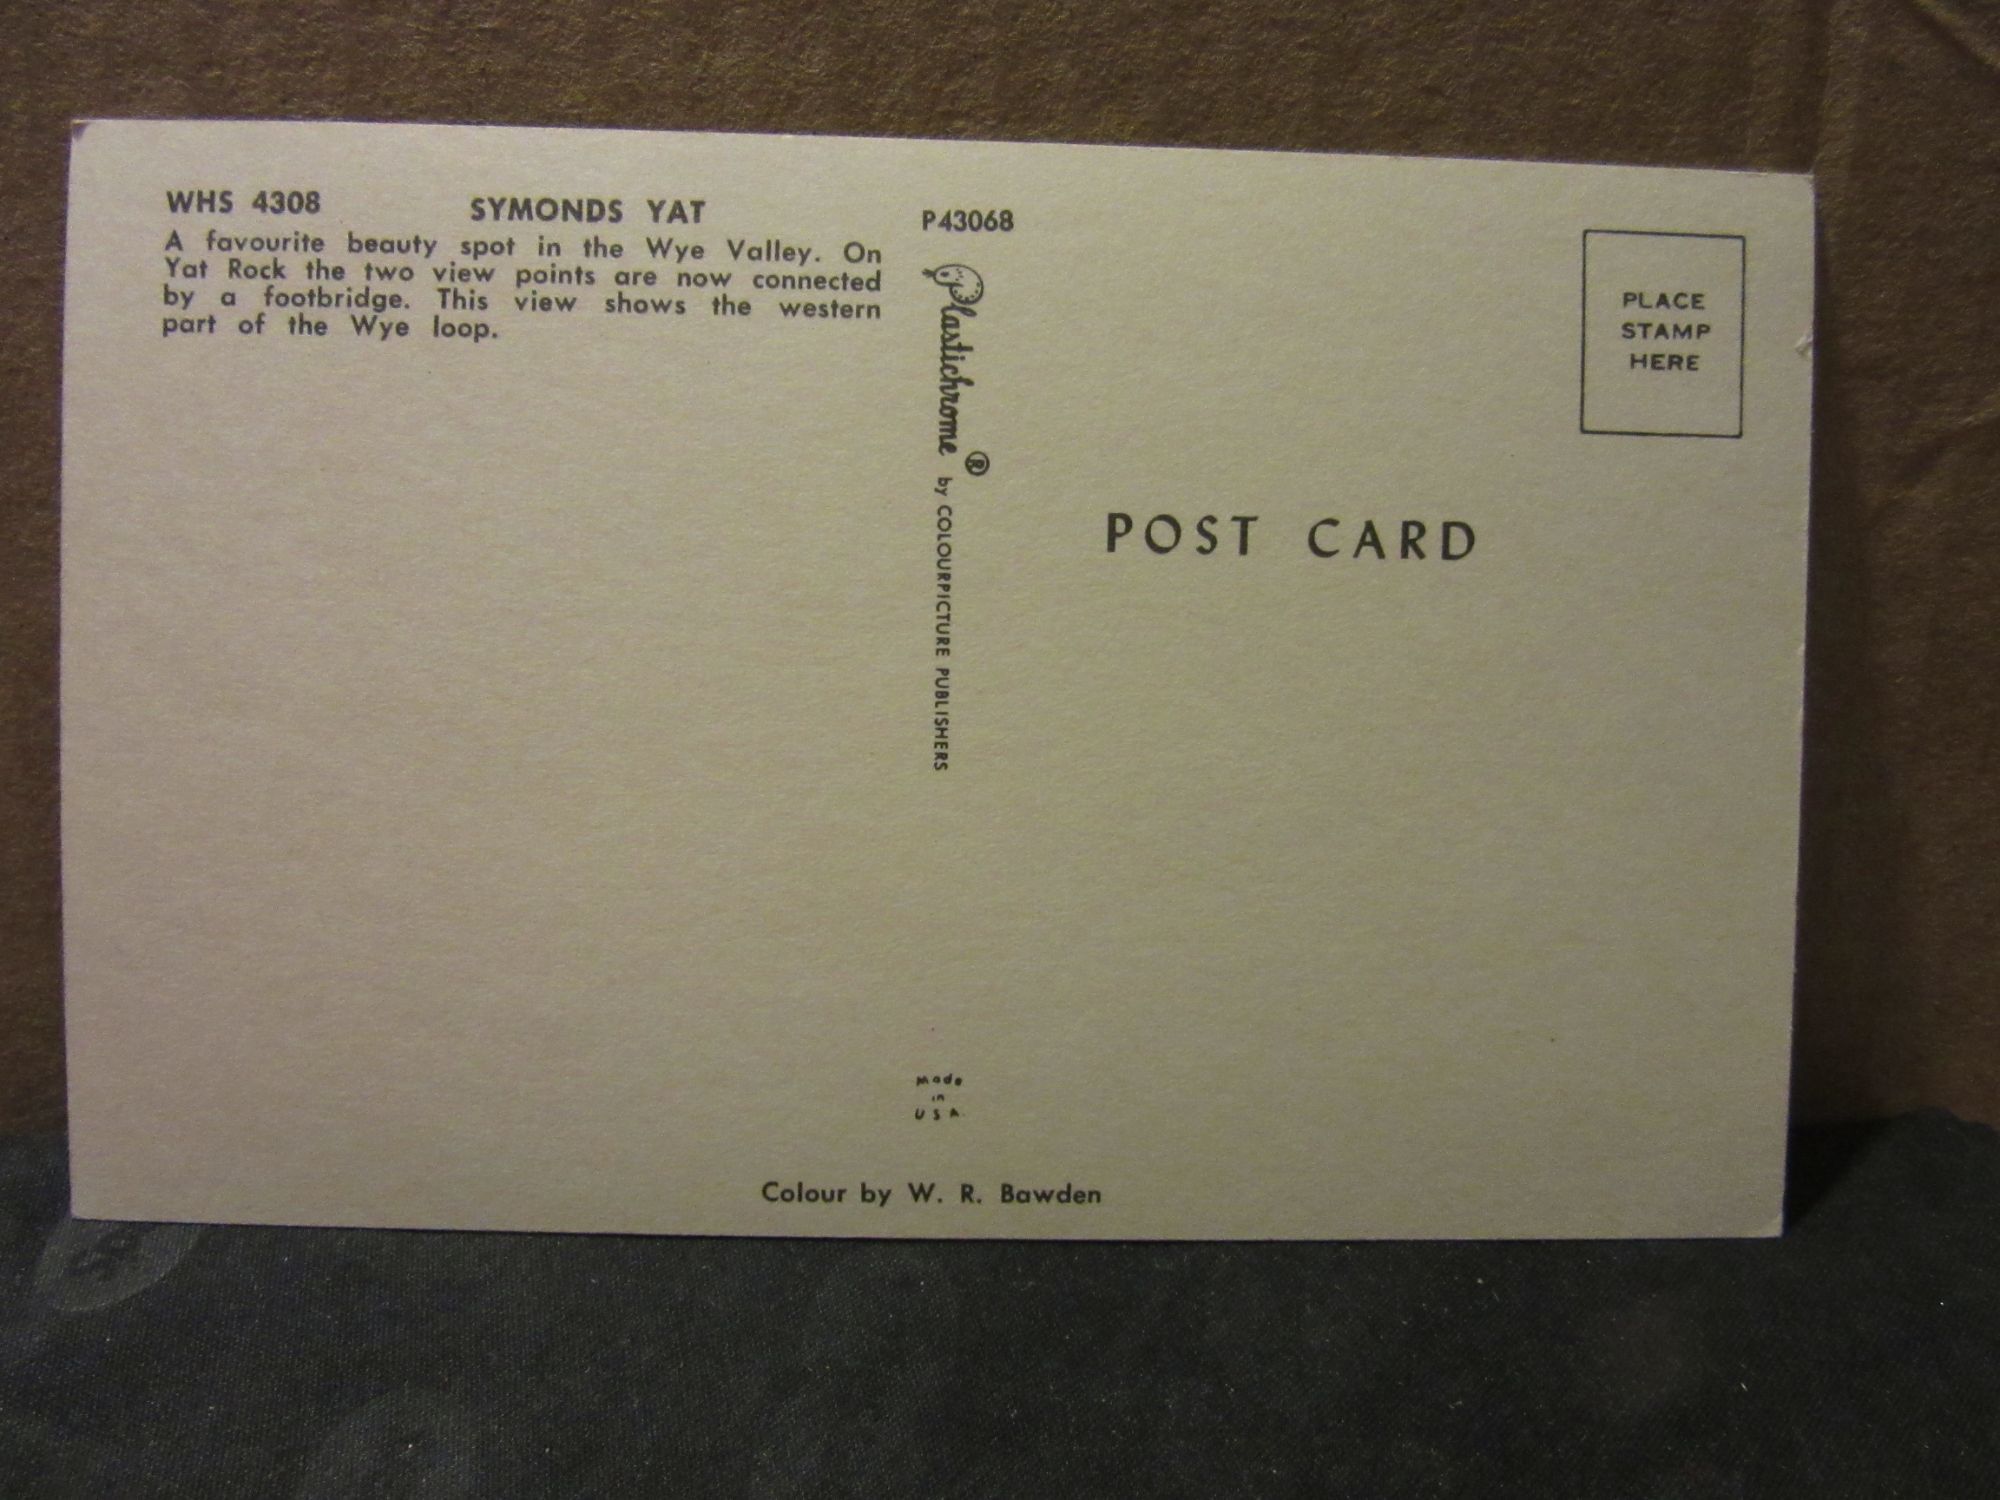 WHS 4308 SYMONDS YAT
A favourite beauty spot in the Wye Valley. On
Yat Rock the two view points are now connected
by a footbridge. This view shows the western
part of the Wye loop.
P43068
Plastichrome ® by COLOURPICTURE PUBLISHERS
PLACE
STAMP
HERE
POST CARD
Made
in
USA
Colour by W. R. Bawden